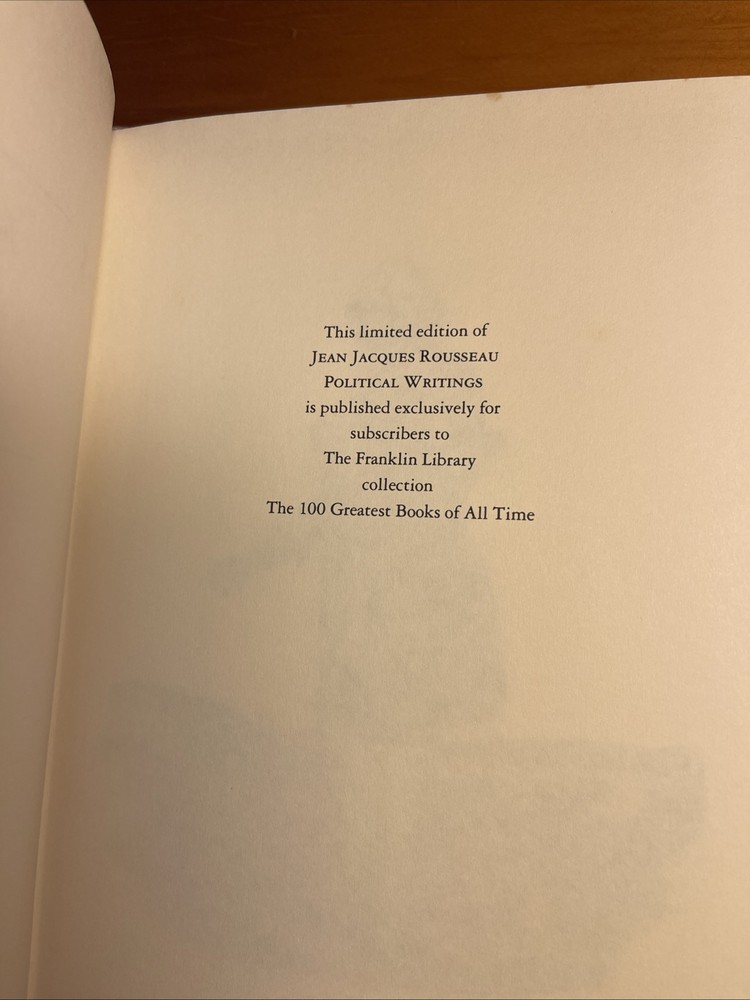 This limited edition of
JEAN JACQUES ROUSSEAU
POLITICAL WRITINGS
is published exclusively for
subscribers to
The Franklin Library
collection
The 100 Greatest Books of All Time